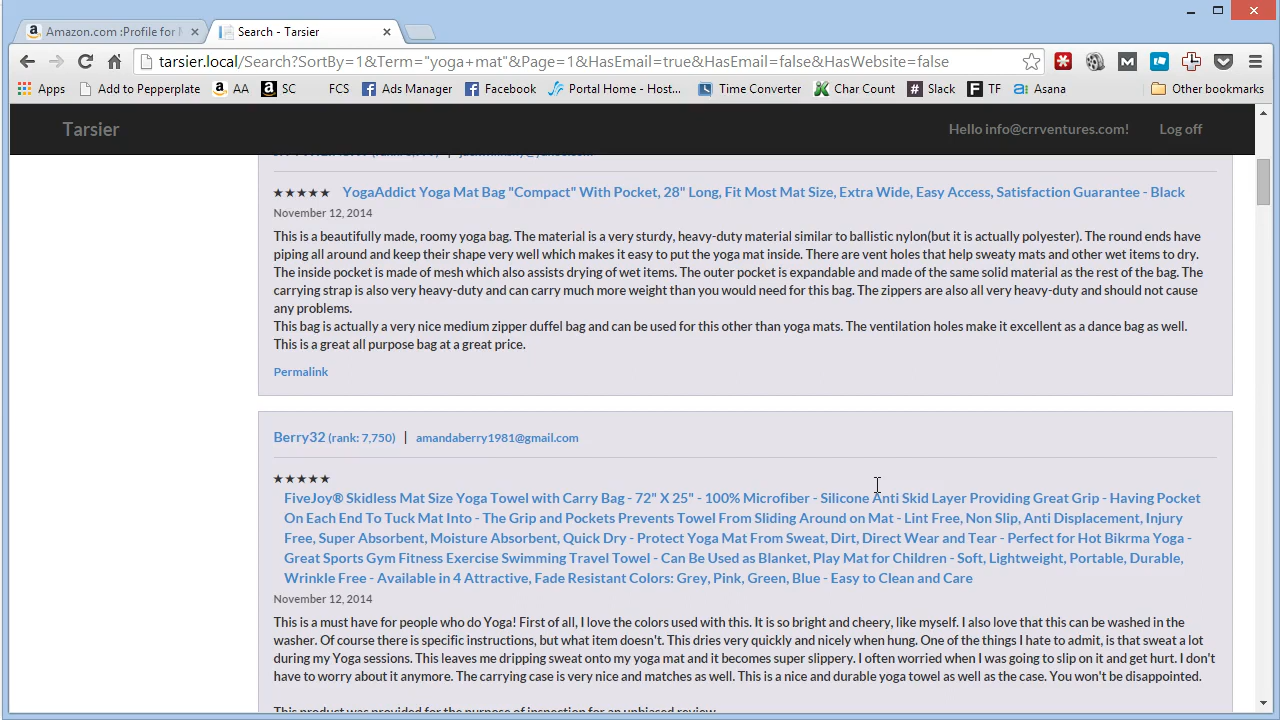 Amazon.com :Profile for
Search - Tarsier
tarsier.local/Search?SortBy=1&Term="yoga+mat"&Page=1&HasEmail=true&HasEmail=false&HasWebsite=false
Apps Add to Pepperplate AA SC FCS Ads Manager Facebook Portal Home - Host... Time Converter Char Count Slack TF Asana Other bookmarks
Tarsier Hello info@crrventures.com! Log off
★★★★★ YogaAddict Yoga Mat Bag "Compact" With Pocket, 28" Long, Fit Most Mat Size, Extra Wide, Easy Access, Satisfaction Guarantee - Black
November 12, 2014
This is a beautifully made, roomy yoga bag. The material is a very sturdy, heavy-duty material similar to ballistic nylon(but it is actually polyester). The round ends have
piping all around and keep their shape very well which makes it easy to put the yoga mat inside. There are vent holes that help sweaty mats and other wet items to dry.
The inside pocket is made of mesh which also assists drying of wet items. The outer pocket is expandable and made of the same solid material as the rest of the bag. The
carrying strap is also very heavy-duty and can carry much more weight than you would need for this bag. The zippers are also all very heavy-duty and should not cause
any problems.
This bag is actually a very nice medium zipper duffel bag and can be used for this other than yoga mats. The ventilation holes make it excellent as a dance bag as well.
This is a great all purpose bag at a great price.
Permalink
Berry32 (rank: 7,750) | amandaberry1981@gmail.com
★★★★★
FiveJoy® Skidless Mat Size Yoga Towel with Carry Bag - 72" X 25" - 100% Microfiber - Silicone Anti Skid Layer Providing Great Grip - Having Pocket
On Each End To Tuck Mat Into - The Grip and Pockets Prevents Towel From Sliding Around on Mat - Lint Free, Non Slip, Anti Displacement, Injury
Free, Super Absorbent, Moisture Absorbent, Quick Dry - Protect Yoga Mat From Sweat, Dirt, Direct Wear and Tear - Perfect for Hot Bikrma Yoga -
Great Sports Gym Fitness Exercise Swimming Travel Towel - Can Be Used as Blanket, Play Mat for Children - Soft, Lightweight, Portable, Durable,
Wrinkle Free - Available in 4 Attractive, Fade Resistant Colors: Grey, Pink, Green, Blue - Easy to Clean and Care
November 12, 2014
This is a must have for people who do Yoga! First of all, I love the colors used with this. It is so bright and cheery, like myself. I also love that this can be washed in the
washer. Of course there is specific instructions, but what item doesn't. This dries very quickly and nicely when hung. One of the things I hate to admit, is that sweat a lot
during my Yoga sessions. This leaves me dripping sweat onto my yoga mat and it becomes super slippery. I often worried when I was going to slip on it and get hurt. I don't
have to worry about it anymore. The carrying case is very nice and matches as well. This is a nice and durable yoga towel as well as the case. You won't be disappointed.
This product was provided for the purpose of inspection for an unbiased review.